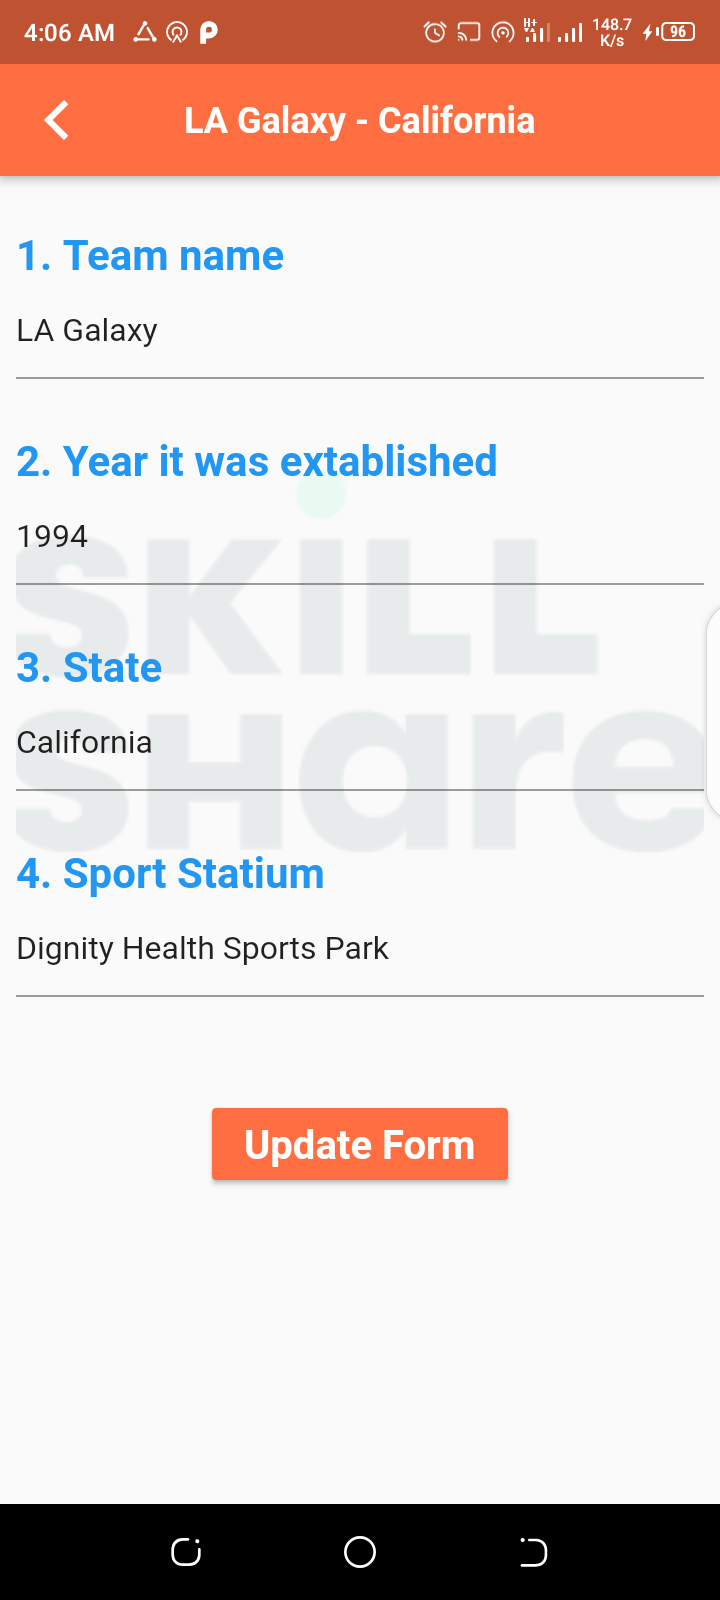 4:06 AM
H+
148.7
K/s
96
LA Galaxy - California
1. Team name
LA Galaxy
2. Year it was extablished
1994
SKiLL
3. State
California
SHare
4. Sport Statium
Dignity Health Sports Park
Update Form